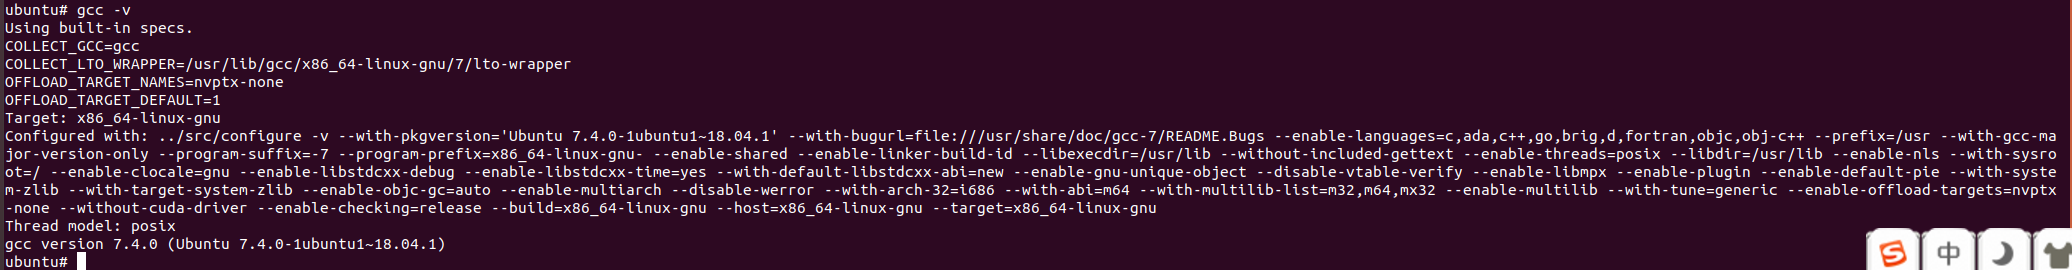 ubuntu# gcc -v
Using built-in specs.
COLLECT_GCC=gcc
COLLECT_LTO_WRAPPER=/usr/lib/gcc/x86_64-linux-gnu/7/lto-wrapper
OFFLOAD_TARGET_NAMES=nvptx-none
OFFLOAD_TARGET_DEFAULT=1
Target: x86_64-linux-gnu
Configured with: ../src/configure -v --with-pkgversion='Ubuntu 7.4.0-1ubuntu1~18.04.1' --with-bugurl=file:///usr/share/doc/gcc-7/README.Bugs --enable-languages=c,ada,c++,go,brig,d,fortran,objc,obj-c++ --prefix=/usr --with-gcc-ma
jor-version-only --program-suffix=-7 --program-prefix=x86_64-linux-gnu- --enable-shared --enable-linker-build-id --libexecdir=/usr/lib --without-included-gettext --enable-threads=posix --libdir=/usr/lib --enable-nls --with-sysro
ot=/ --enable-clocale=gnu --enable-libstdcxx-debug --enable-libstdcxx-time=yes --with-default-libstdcxx-abi=new --enable-gnu-unique-object --disable-vtable-verify --enable-libmpx --enable-plugin --enable-default-pie --with-syste
m-zlib --with-target-system-zlib --enable-objc-gc=auto --enable-multiarch --disable-werror --with-arch-32=i686 --with-abi=m64 --with-multilib-list=m32,m64,mx32 --enable-multilib --with-tune=generic --enable-offload-targets=nvptx
-none --without-cuda-driver --enable-checking=release --build=x86_64-linux-gnu --host=x86_64-linux-gnu --target=x86_64-linux-gnu
Thread model: posix
gcc version 7.4.0 (Ubuntu 7.4.0-1ubuntu1~18.04.1)
ubuntu#
S 中